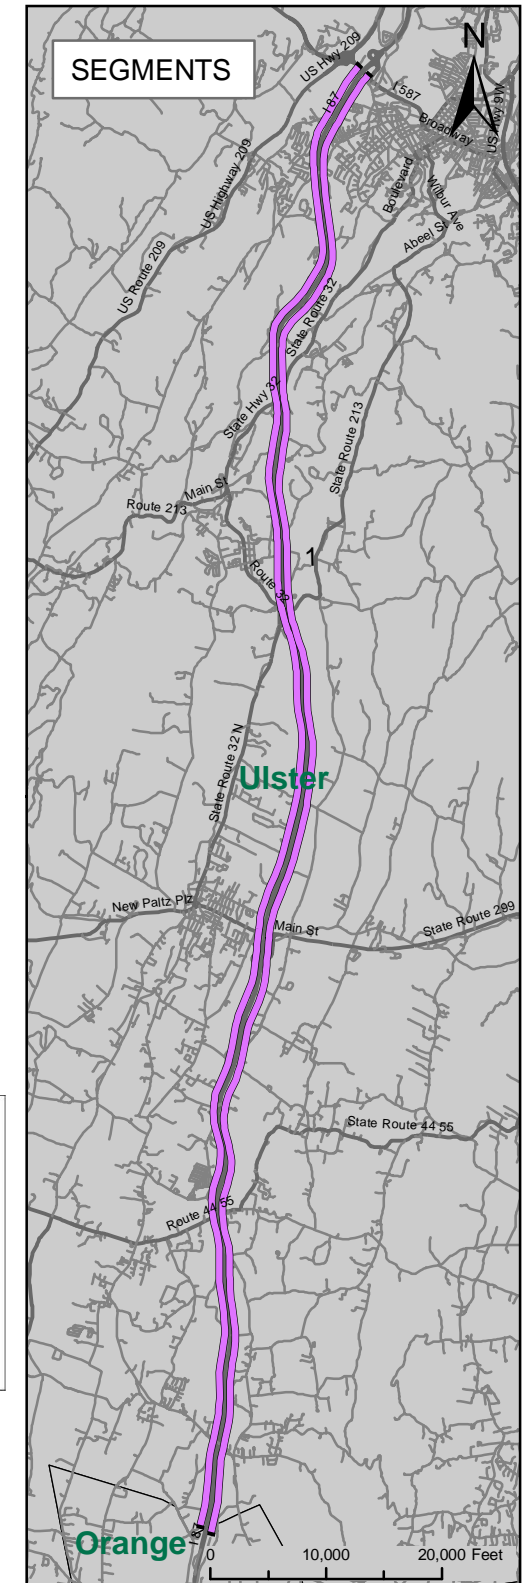 SEGMENTS
US Hwy 209
N
I 87
I 587
US Hwy 9W
Broadway
US Highway 209
Boulevard
Wilbur Ave
Abeel St
US Route 209
State Route 32
State Hwy 32
State Route 213
Main St
Route 213
1
Route 32
State Route 32 N
Ulster
New Paltz Plz
Main St
State Route 299
State Route 44 55
Route 44 55
Orange
I 87
0 10,000 20,000 Feet